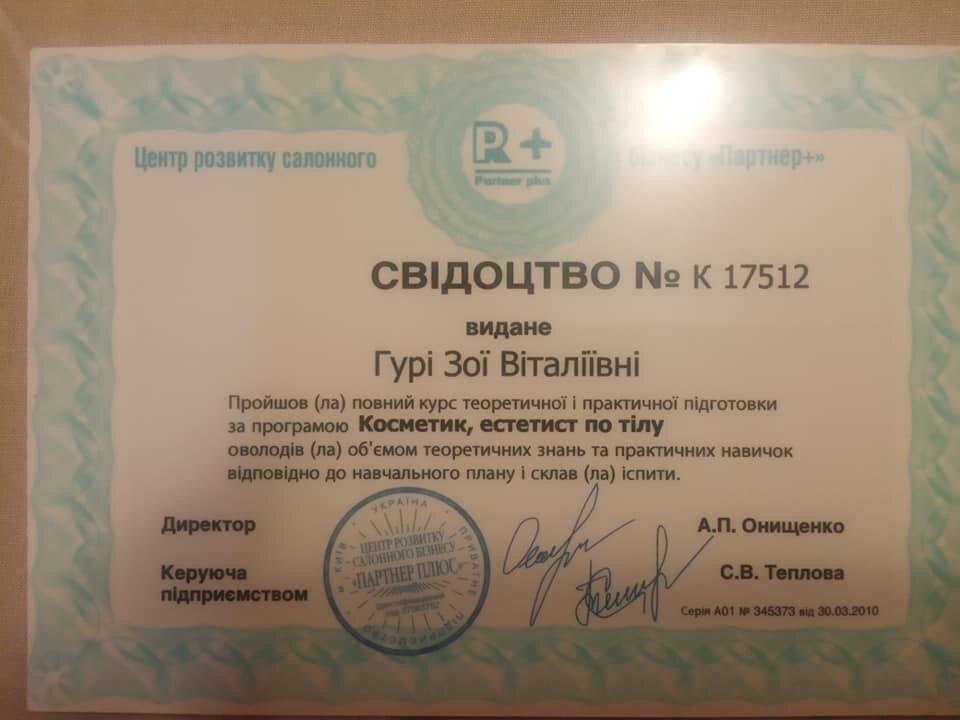 Центр розвитку салонного бізнесу «Партнер+»
R+
Partner plus
СВІДОЦТВО № К 17512
видане
Гурі Зої Віталіївні
Пройшов (ла) повний курс теоретичної і практичної підготовки
за програмою Косметик, естетист по тілу
оволодів (ла) об'ємом теоретичних знань та практичних навичок
відповідно до навчального плану і склав (ла) іспити.
Директор
А.П. Онищенко
Керуюча
підприємством
С.В. Теплова
Серія А01 № 345373 від 30.03.2010
УКРАЇНА
КИЇВ
ПРИВАТНЕ
ПІДПРИЄМСТВО
ЦЕНТР РОЗВИТКУ
САЛОННОГО БІЗНЕСУ
«ПАРТНЕР ПЛЮС»